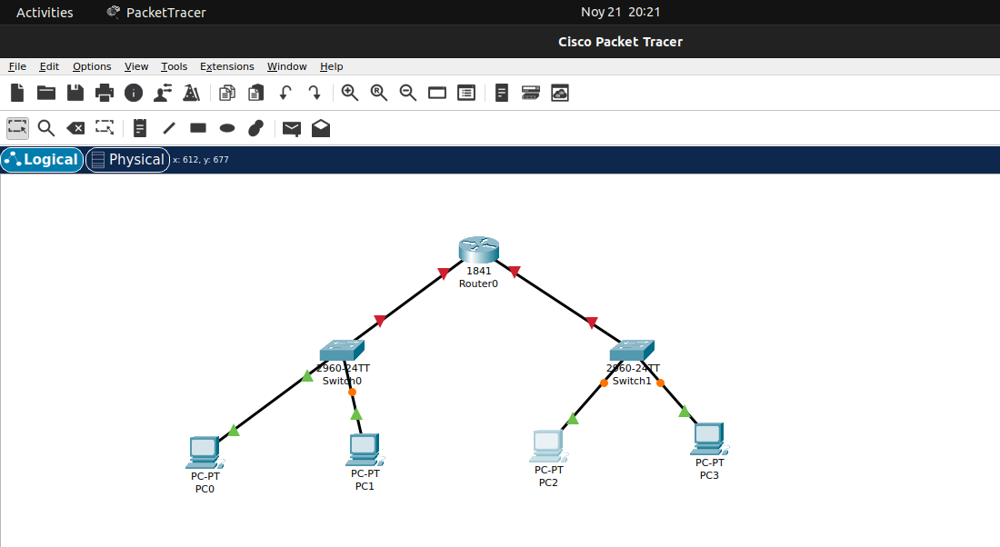 Activities PacketTracer Noy 21 20:21
Cisco Packet Tracer
File Edit Options View Tools Extensions Window Help
Logical Physical x: 612, y: 677
1841
Router0
2960-24TT
Switch0
2960-24TT
Switch1
PC-PT
PC0
PC-PT
PC1
PC-PT
PC2
PC-PT
PC3